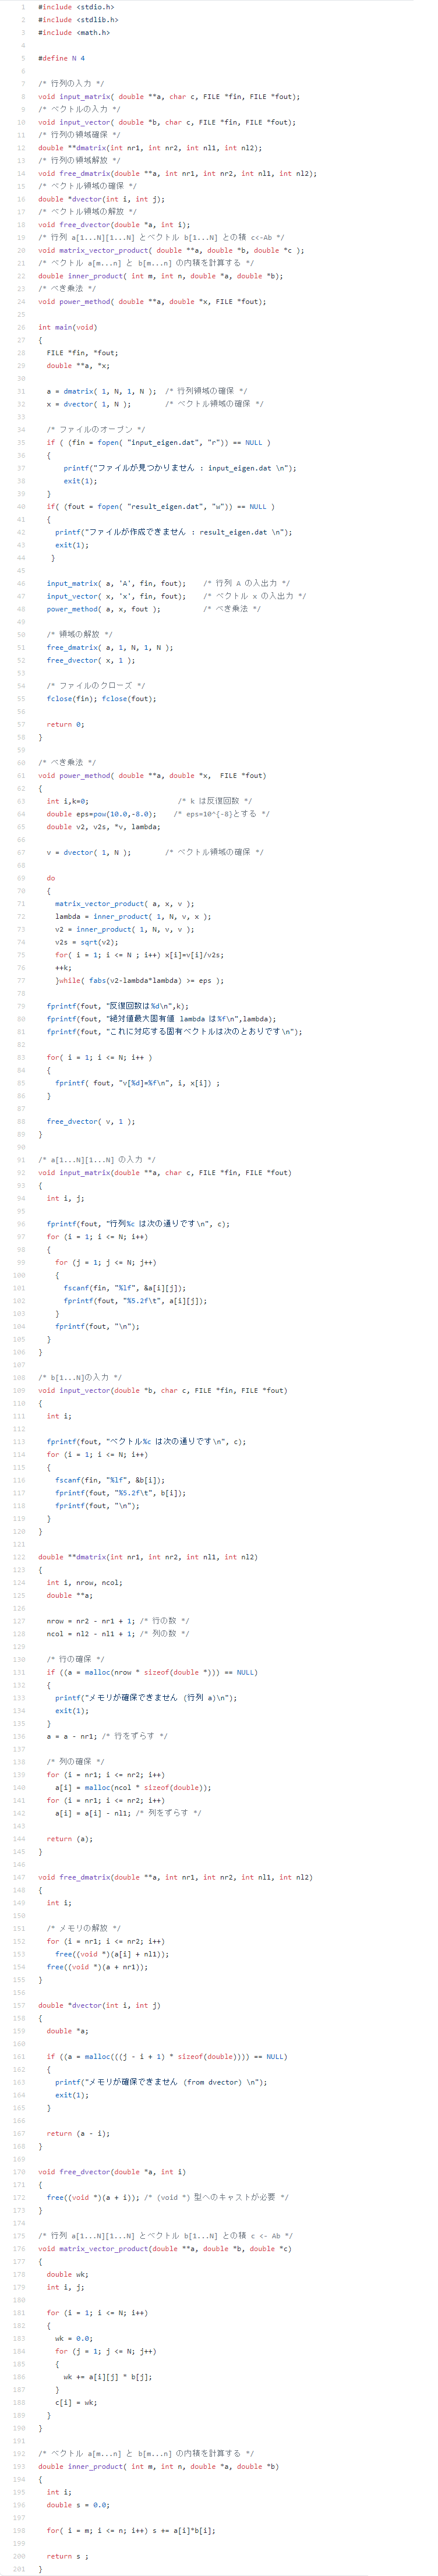 1 #include <stdio.h>
2 #include <stdlib.h>
3 #include <math.h>
4
5 #define N 4
6
7 /* 行列の入力 */
8 void input_matrix( double **a, char c, FILE *fin, FILE *fout);
9 /* ベクトルの入力 */
10 void input_vector( double *b, char c, FILE *fin, FILE *fout);
11 /* 行列の領域確保 */
12 double **dmatrix(int nr1, int nr2, int nl1, int nl2);
13 /* 行列の領域解放 */
14 void free_dmatrix(double **a, int nr1, int nr2, int nl1, int nl2);
15 /* ベクトル領域の確保 */
16 double *dvector(int i, int j);
17 /* ベクトル領域の解放 */
18 void free_dvector(double *a, int i);
19 /* 行列 a[1...N][1...N] とベクトル b[1...N] との積 c<-Ab */
20 void matrix_vector_product( double **a, double *b, double *c );
21 /* ベクトル a[m...n] と b[m...n] の内積を計算する */
22 double inner_product( int m, int n, double *a, double *b);
23 /* べき乗法 */
24 void power_method( double **a, double *x, FILE *fout);
25
26 int main(void)
27 {
28 FILE *fin, *fout;
29 double **a, *x;
30
31 a = dmatrix( 1, N, 1, N ); /* 行列領域の確保 */
32 x = dvector( 1, N ); /* ベクトル領域の確保 */
33
34 /* ファイルのオープン */
35 if ( (fin = fopen( "input_eigen.dat", "r")) == NULL )
36 {
37 printf("ファイルが見つかりません : input_eigen.dat \n");
38 exit(1);
39 }
40 if( (fout = fopen( "result_eigen.dat", "w")) == NULL )
41 {
42 printf("ファイルが作成できません : result_eigen.dat \n");
43 exit(1);
44 }
45
46 input_matrix( a, 'A', fin, fout); /* 行列 A の入出力 */
47 input_vector( x, 'x', fin, fout); /* ベクトル x の入出力 */
48 power_method( a, x, fout ); /* べき乗法 */
49
50 /* 領域の解放 */
51 free_dmatrix( a, 1, N, 1, N );
52 free_dvector( x, 1 );
53
54 /* ファイルのクローズ */
55 fclose(fin); fclose(fout);
56
57 return 0;
58 }
59
60 /* べき乗法 */
61 void power_method( double **a, double *x, FILE *fout)
62 {
63 int i,k=0; /* k は反復回数 */
64 double eps=pow(10.0,-8.0); /* eps=10^{-8}とする */
65 double v2, v2s, *v, lambda;
66
67 v = dvector( 1, N ); /* ベクトル領域の確保 */
68
69 do
70 {
71 matrix_vector_product( a, x, v );
72 lambda = inner_product( 1, N, v, x );
73 v2 = inner_product( 1, N, v, v );
74 v2s = sqrt(v2);
75 for( i = 1; i <= N ; i++) x[i]=v[i]/v2s;
76 ++k;
77 }while( fabs(v2-lambda*lambda) >= eps );
78
79 fprintf(fout, "反復回数は%d\n",k);
80 fprintf(fout, "絶対値最大固有値 lambda は%f\n",lambda);
81 fprintf(fout, "これに対応する固有ベクトルは次のとおりです\n");
82
83 for( i = 1; i <= N; i++ )
84 {
85 fprintf( fout, "v[%d]=%f\n", i, x[i]) ;
86 }
87
88 free_dvector( v, 1 );
89 }
90
91 /* a[1...N][1...N] の入力 */
92 void input_matrix(double **a, char c, FILE *fin, FILE *fout)
93 {
94 int i, j;
95
96 fprintf(fout, "行列%c は次の通りです\n", c);
97 for (i = 1; i <= N; i++)
98 {
99 for (j = 1; j <= N; j++)
100 {
101 fscanf(fin, "%lf", &a[i][j]);
102 fprintf(fout, "%5.2f\t", a[i][j]);
103 }
104 fprintf(fout, "\n");
105 }
106 }
107
108 /* b[1...N]の入力 */
109 void input_vector(double *b, char c, FILE *fin, FILE *fout)
110 {
111 int i;
112
113 fprintf(fout, "ベクトル%c は次の通りです\n", c);
114 for (i = 1; i <= N; i++)
115 {
116 fscanf(fin, "%lf", &b[i]);
117 fprintf(fout, "%5.2f\t", b[i]);
118 fprintf(fout, "\n");
119 }
120 }
121
122 double **dmatrix(int nr1, int nr2, int nl1, int nl2)
123 {
124 int i, nrow, ncol;
125 double **a;
126
127 nrow = nr2 - nr1 + 1; /* 行の数 */
128 ncol = nl2 - nl1 + 1; /* 列の数 */
129
130 /* 行の確保 */
131 if ((a = malloc(nrow * sizeof(double *))) == NULL)
132 {
133 printf("メモリが確保できません (行列 a)\n");
134 exit(1);
135 }
136 a = a - nr1; /* 行をずらす */
137
138 /* 列の確保 */
139 for (i = nr1; i <= nr2; i++)
140 a[i] = malloc(ncol * sizeof(double));
141 for (i = nr1; i <= nr2; i++)
142 a[i] = a[i] - nl1; /* 列をずらす */
143
144 return (a);
145 }
146
147 void free_dmatrix(double **a, int nr1, int nr2, int nl1, int nl2)
148 {
149 int i;
150
151 /* メモリの解放 */
152 for (i = nr1; i <= nr2; i++)
153 free((void *)(a[i] + nl1));
154 free((void *)(a + nr1));
155 }
156
157 double *dvector(int i, int j)
158 {
159 double *a;
160
161 if ((a = malloc(((j - i + 1) * sizeof(double)))) == NULL)
162 {
163 printf("メモリが確保できません (from dvector) \n");
164 exit(1);
165 }
166
167 return (a - i);
168 }
169
170 void free_dvector(double *a, int i)
171 {
172 free((void *)(a + i)); /* (void *) 型へのキャストが必要 */
173 }
174
175 /* 行列 a[1...N][1...N] とベクトル b[1...N] との積 c <- Ab */
176 void matrix_vector_product(double **a, double *b, double *c)
177 {
178 double wk;
179 int i, j;
180
181 for (i = 1; i <= N; i++)
182 {
183 wk = 0.0;
184 for (j = 1; j <= N; j++)
185 {
186 wk += a[i][j] * b[j];
187 }
188 c[i] = wk;
189 }
190 }
191
192 /* ベクトル a[m...n] と b[m...n] の内積を計算する */
193 double inner_product( int m, int n, double *a, double *b)
194 {
195 int i;
196 double s = 0.0;
197
198 for( i = m; i <= n; i++) s += a[i]*b[i];
199
200 return s ;
201 }